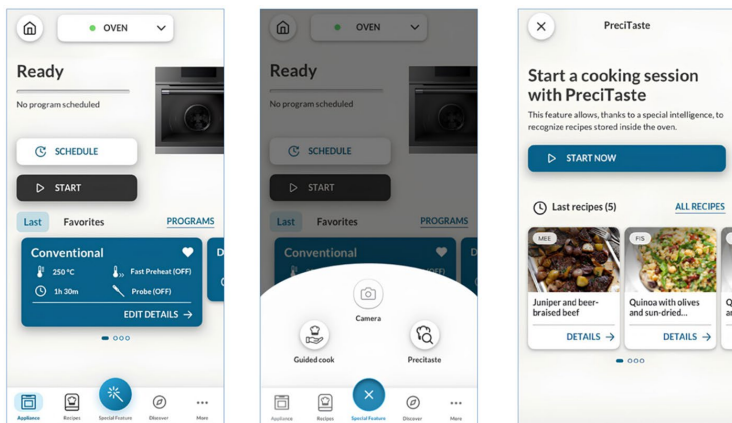 OVEN
Ready
No program scheduled
SCHEDULE
START
Last Favorites PROGRAMS
Conventional D
250 °C Fast Preheat (OFF)
1h 30m Probe (OFF)
EDIT DETAILS →
Appliance Recipes Special Feature Discover More
OVEN
Ready
No program scheduled
SCHEDULE
START
Last Favorites PROGRAMS
Conventional D
250 °C (OFF)
Camera
Guided cook Precitaste
Appliance Recipes Special Feature Discover More
PreciTaste
Start a cooking session
with PreciTaste
This feature allows, thanks to a special intelligence, to
recognize recipes stored inside the oven.
START NOW
Last recipes (5) ALL RECIPES
MEE FIS
Juniper and beer- Quinoa with olives Q
braised beef and sun-dried...
DETAILS → DETAILS →